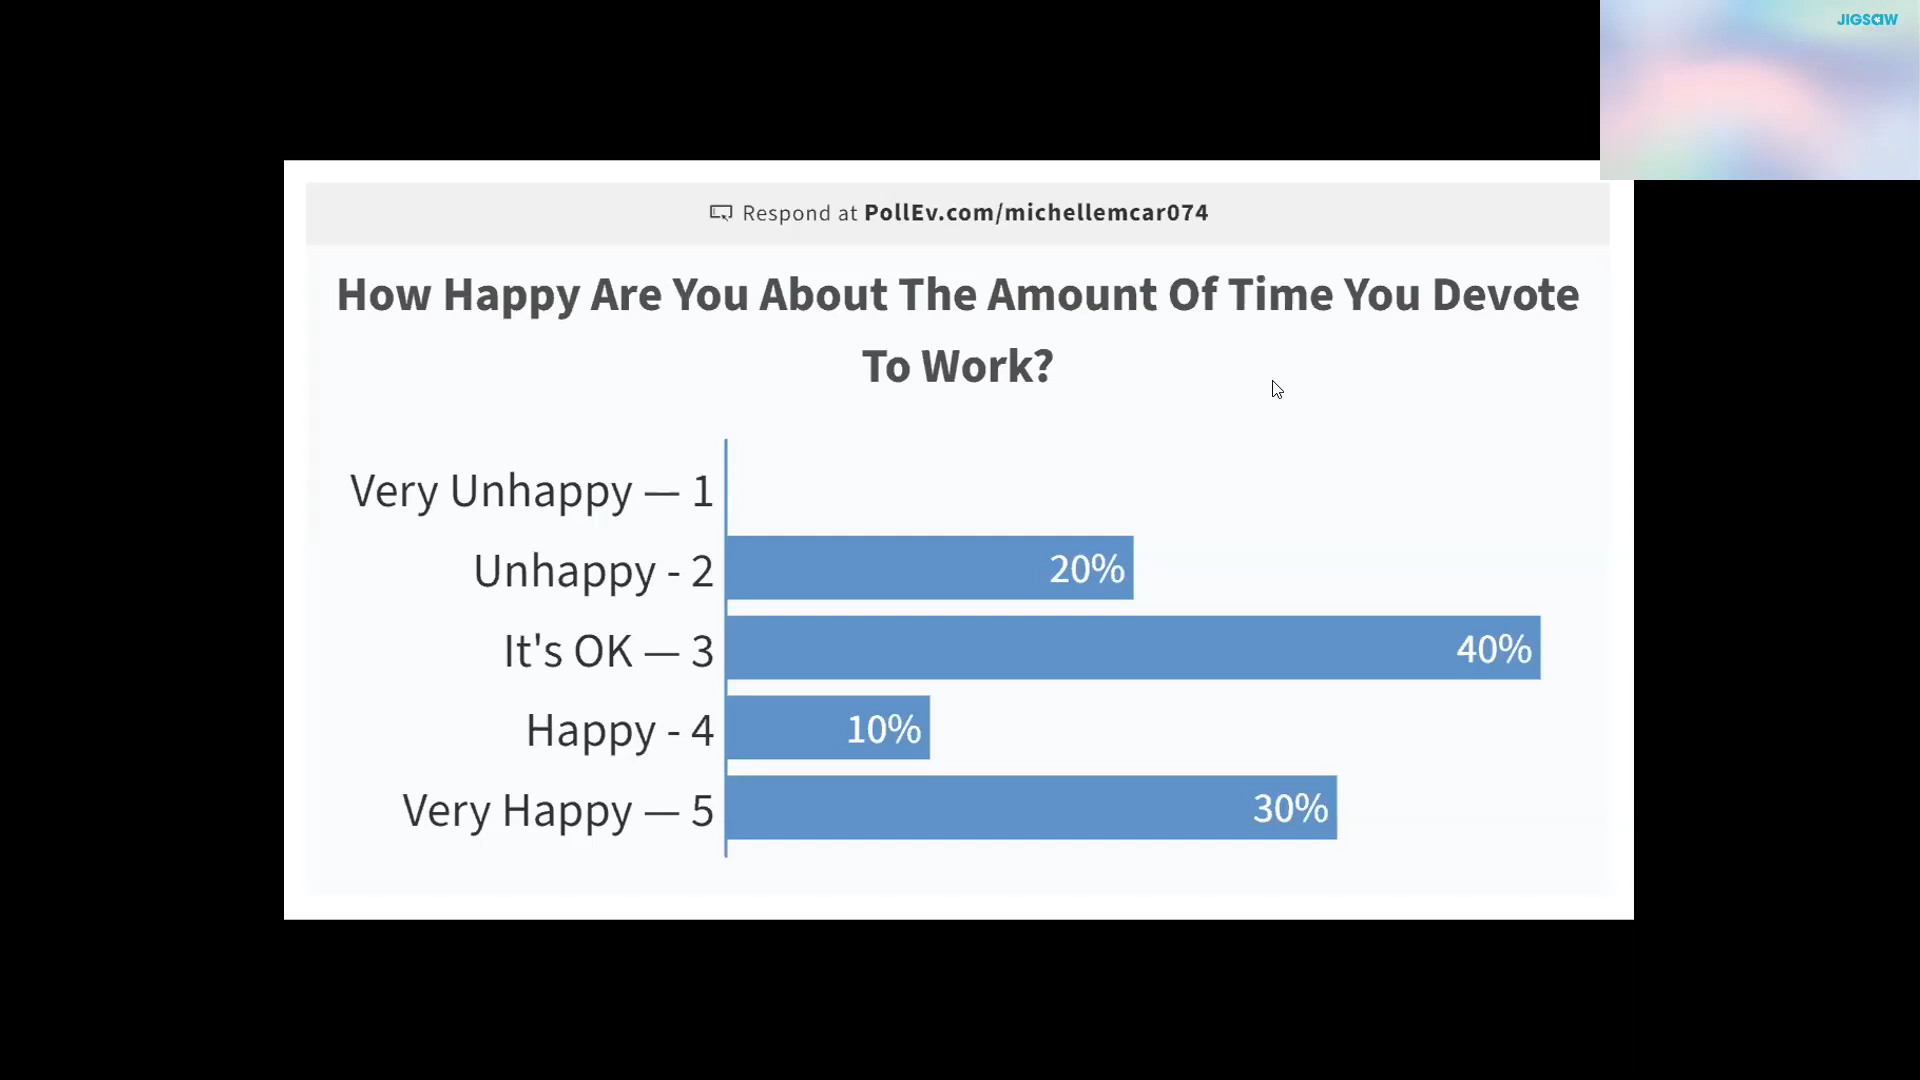 JIGSAW
Respond at PollEv.com/michellemcar074
How Happy Are You About The Amount Of Time You Devote
To Work?
Very Unhappy — 1
Unhappy - 2
20%
It's OK — 3
40%
Happy - 4
10%
Very Happy — 5
30%